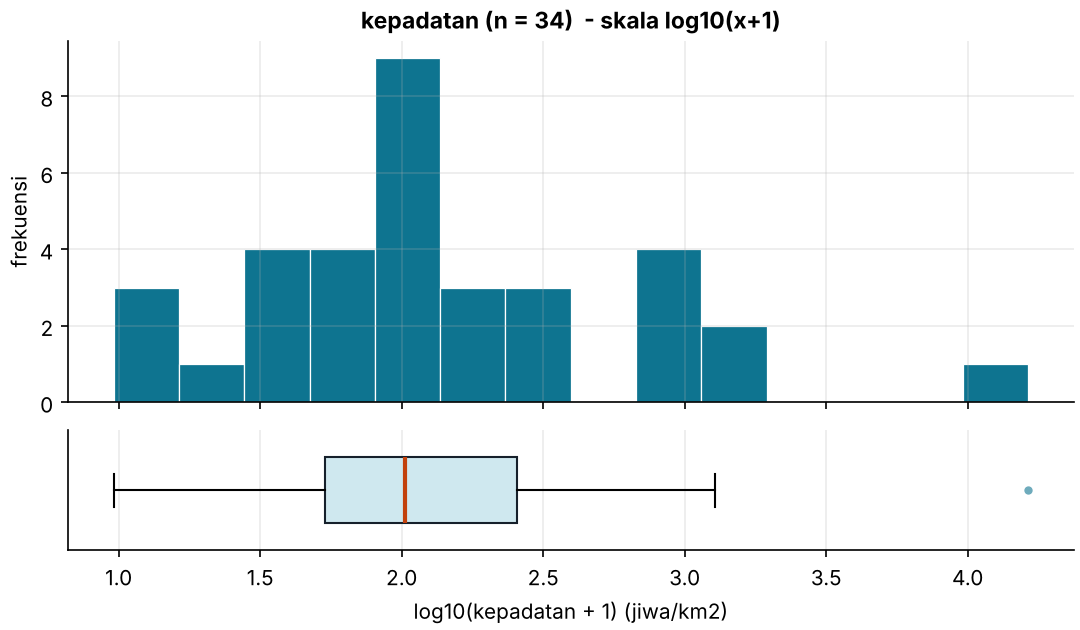 kepadatan (n = 34)  - skala log10(x+1)
frekuensi
8
6
4
2
0
1.0 1.5 2.0 2.5 3.0 3.5 4.0
log10(kepadatan + 1) (jiwa/km2)